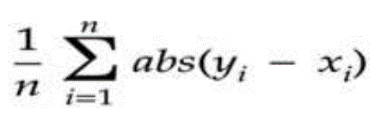 1/n ∑_{i=1}^{n} abs(y_i − x_i)